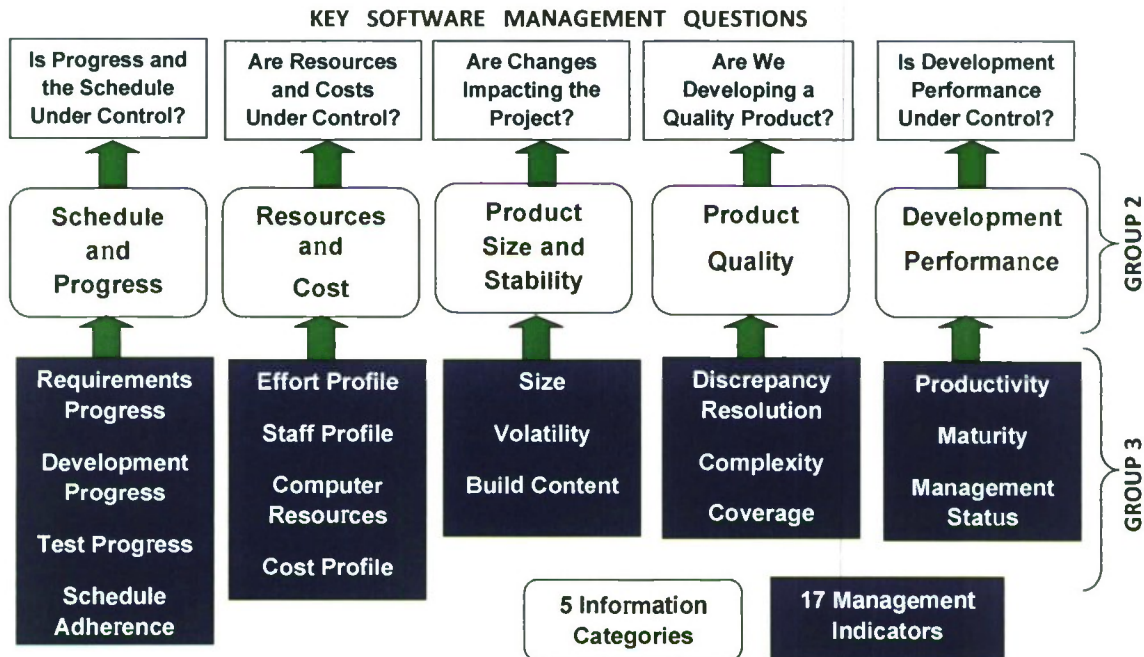 KEY SOFTWARE MANAGEMENT QUESTIONS
Is Progress and
the Schedule
Under Control?
Are Resources
and Costs
Under Control?
Are Changes
Impacting the
Project?
Are We
Developing a
Quality Product?
Is Development
Performance
Under Control?
Schedule
and
Progress
Resources
and
Cost
Product
Size and
Stability
Product
Quality
Development
Performance
GROUP 2
Requirements
Progress
Development
Progress
Test Progress
Schedule
Adherence
Effort Profile
Staff Profile
Computer
Resources
Cost Profile
Size
Volatility
Build Content
Discrepancy
Resolution
Complexity
Coverage
Productivity
Maturity
Management
Status
GROUP 3
5 Information
Categories
17 Management
Indicators